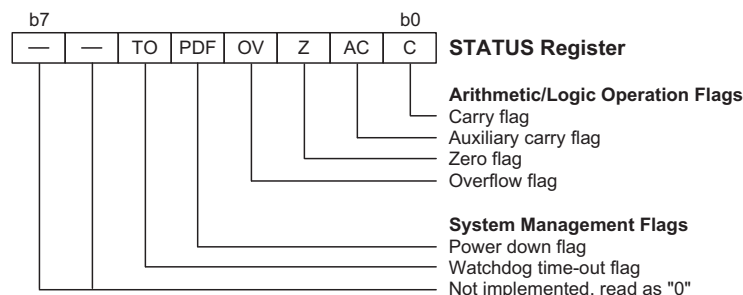 b7 b0
— — TO PDF OV Z AC C STATUS Register
Arithmetic/Logic Operation Flags
Carry flag
Auxiliary carry flag
Zero flag
Overflow flag
System Management Flags
Power down flag
Watchdog time-out flag
Not implemented, read as "0"